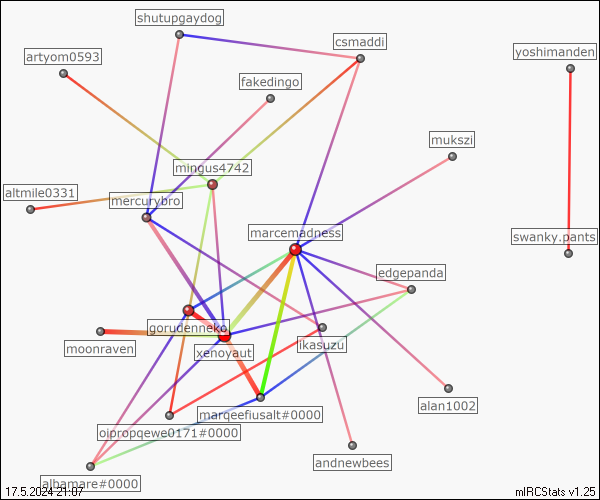 shutupgaydog
csmaddi
yoshimanden
artyom0593
fakedingo
mukszi
mingus4742
altmile0331
mercurybro
marcemadness
swanky.pants
edgepanda
gorudenneko
ikasuzu
moonraven
xenoyaut
alan1002
marqeefiusalt#0000
oipropqewe0171#0000
andnewbees
albamare#0000
17.5.2024 21:07
mIRCStats v1.25